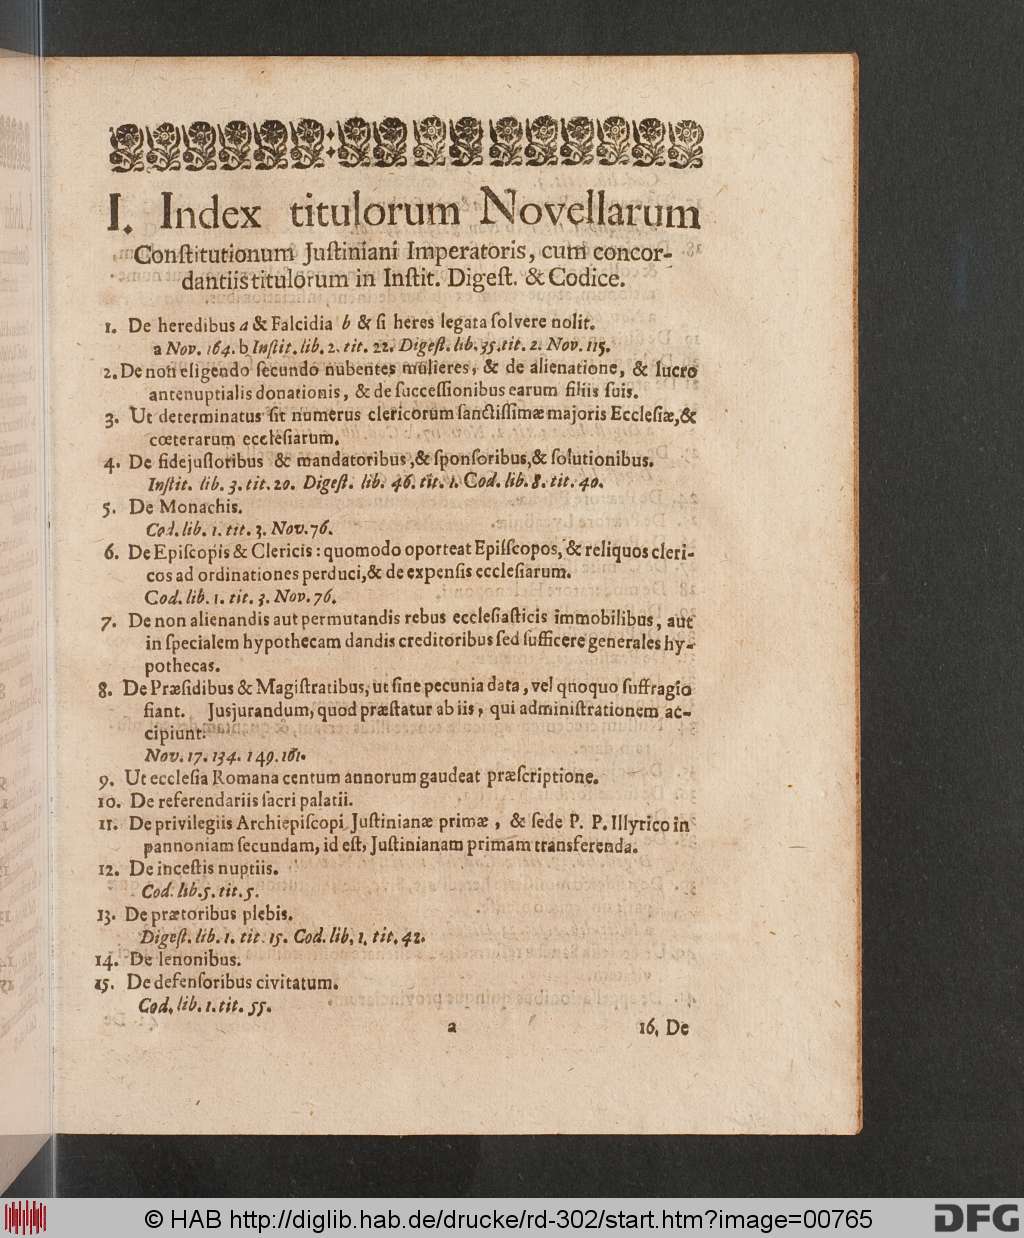 I. Index titulorum Novellarum
Conſtitutionum Juſtiniani Imperatoris, cum concor-
dantiis titulorum in Inſtit. Digeſt. & Codice.
1. De heredibus a & Falcidia b & ſi heres legata ſolvere nolit.
a Nov. 164. b Inſtit. lib. 2. tit. 22. Digeſt. lib. 35. tit. 2. Nov. 115.
2. De non eligendo ſecundo nubentes mulieres, & de alienatione, & lucro
antenuptialis donationis, & de ſucceſſionibus earum filiis ſuis.
3. Ut determinatus ſit numerus clericorum ſanctiſſimæ majoris Eccleſiæ, &
cœterarum eccleſiarum.
4. De fidejuſſoribus & mandatoribus, & ſponſoribus, & ſolutionibus.
Inſtit. lib. 3. tit. 20. Digeſt. lib. 46. tit. 1. Cod. lib. 8. tit. 40.
5. De Monachis.
Cod. lib. 1. tit. 3. Nov. 76.
6. De Epiſcopis & Clericis: quomodo oporteat Epiſſcopos, & reliquos cleri-
cos ad ordinationes perduci, & de expenſis eccleſiarum.
Cod. lib. 1. tit. 3. Nov. 76.
7. De non alienandis aut permutandis rebus eccleſiaſticis immobilibus, aut
in ſpecialem hypothecam dandis creditoribus ſed ſufficere generales hy-
pothecas.
8. De Præſidibus & Magiſtratibus, ut ſine pecunia data, vel quoquo ſuffragio
fiant. Jusjurandum, quod præſtatur ab iis, qui adminiſtrationem ac-
cipiunt.
Nov. 17. 134. 149. 161.
9. Ut eccleſia Romana centum annorum gaudeat præſcriptione.
10. De referendariis ſacri palatii.
11. De privilegiis Archiepiſcopi Juſtinianæ primæ, & ſede P. P. Illyrico in
pannoniam ſecundam, id eſt, Juſtinianam primam transferenda.
12. De inceſtis nuptiis.
Cod. lib. 5. tit. 5.
13. De prætoribus plebis.
Digeſt. lib. 1. tit. 15. Cod. lib. 1. tit. 42.
14. De lenonibus.
15. De defenſoribus civitatum.
Cod. lib. 1. tit. 55.
a 16. De
© HAB http://diglib.hab.de/drucke/rd-302/start.htm?image=00765
DFG